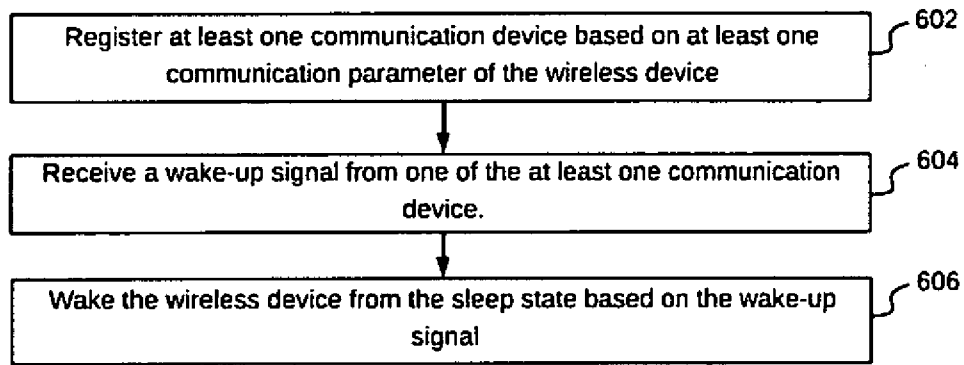 Register at least one communication device based on at least one
602
communication parameter of the wireless device
Receive a wake-up signal from one of the at least one communication
604
device.
Wake the wireless device from the sleep state based on the wake-up
606
signal